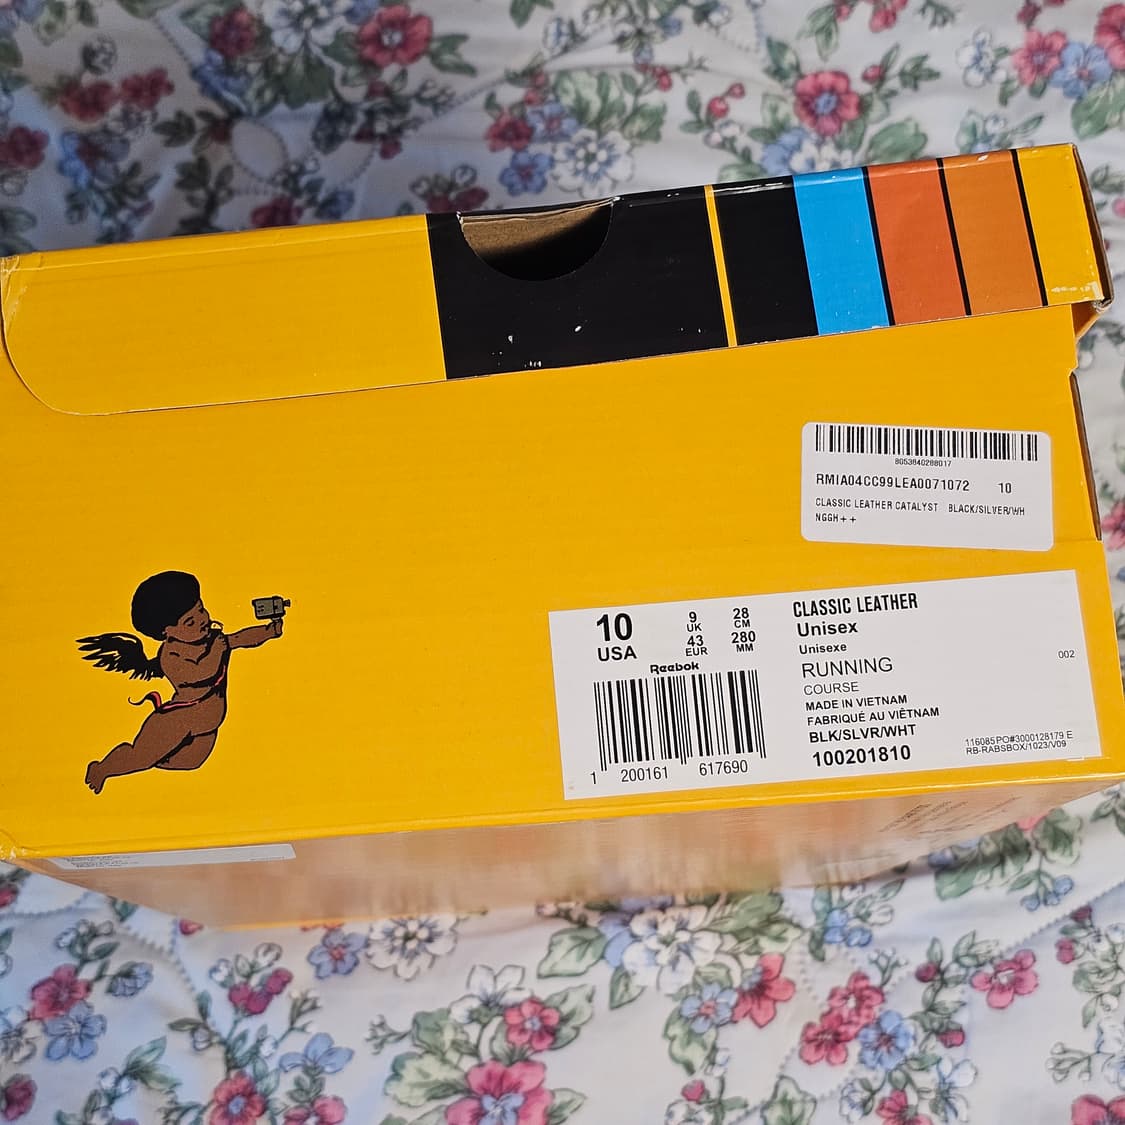 8053840288017
RMIA04CC99LEA0071072 10
CLASSIC LEATHER CATALYST BLACK/SILVER/WH
NGGH++
10
USA
9
UK
43
EUR
28
CM
280
MM
Reebok
1 200161 617690
CLASSIC LEATHER
Unisex
Unisexe
RUNNING
COURSE
MADE IN VIETNAM
FABRIQUÉ AU VIÊTNAM
BLK/SLVR/WHT
100201810
002
116085PO#3000128179 E
RB-RABSBOX/1023/V09